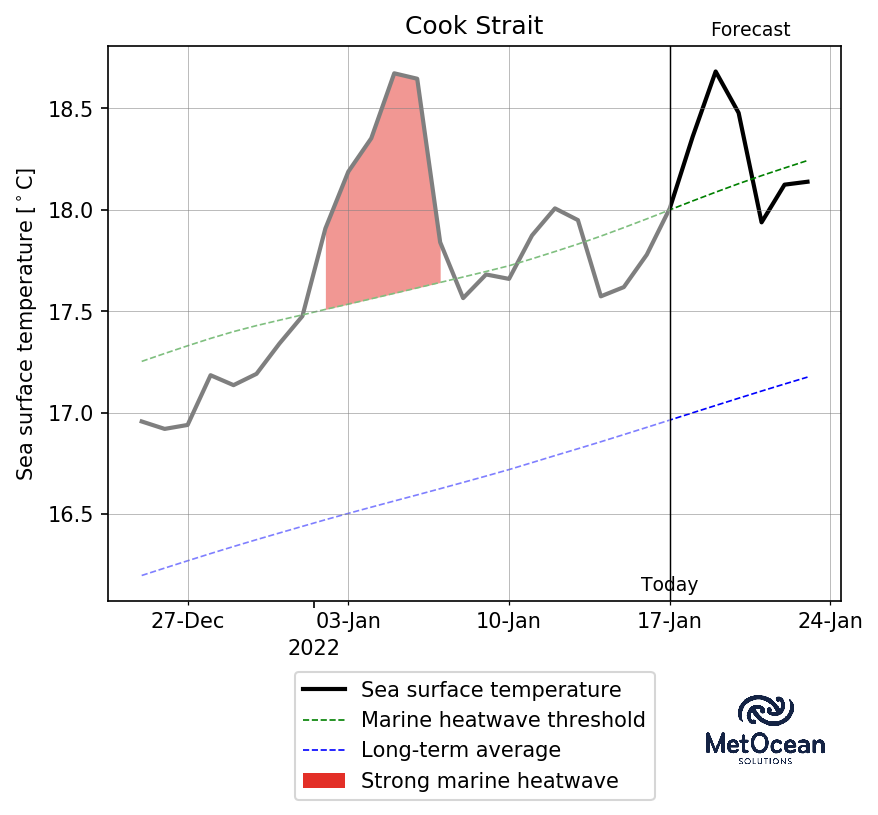 Cook Strait
Forecast
Sea surface temperature [°C]
18.5
18.0
17.5
17.0
16.5
Today
27-Dec 03-Jan 10-Jan 17-Jan 24-Jan
2022
Sea surface temperature
Marine heatwave threshold
Long-term average
Strong marine heatwave
MetOcean
SOLUTIONS